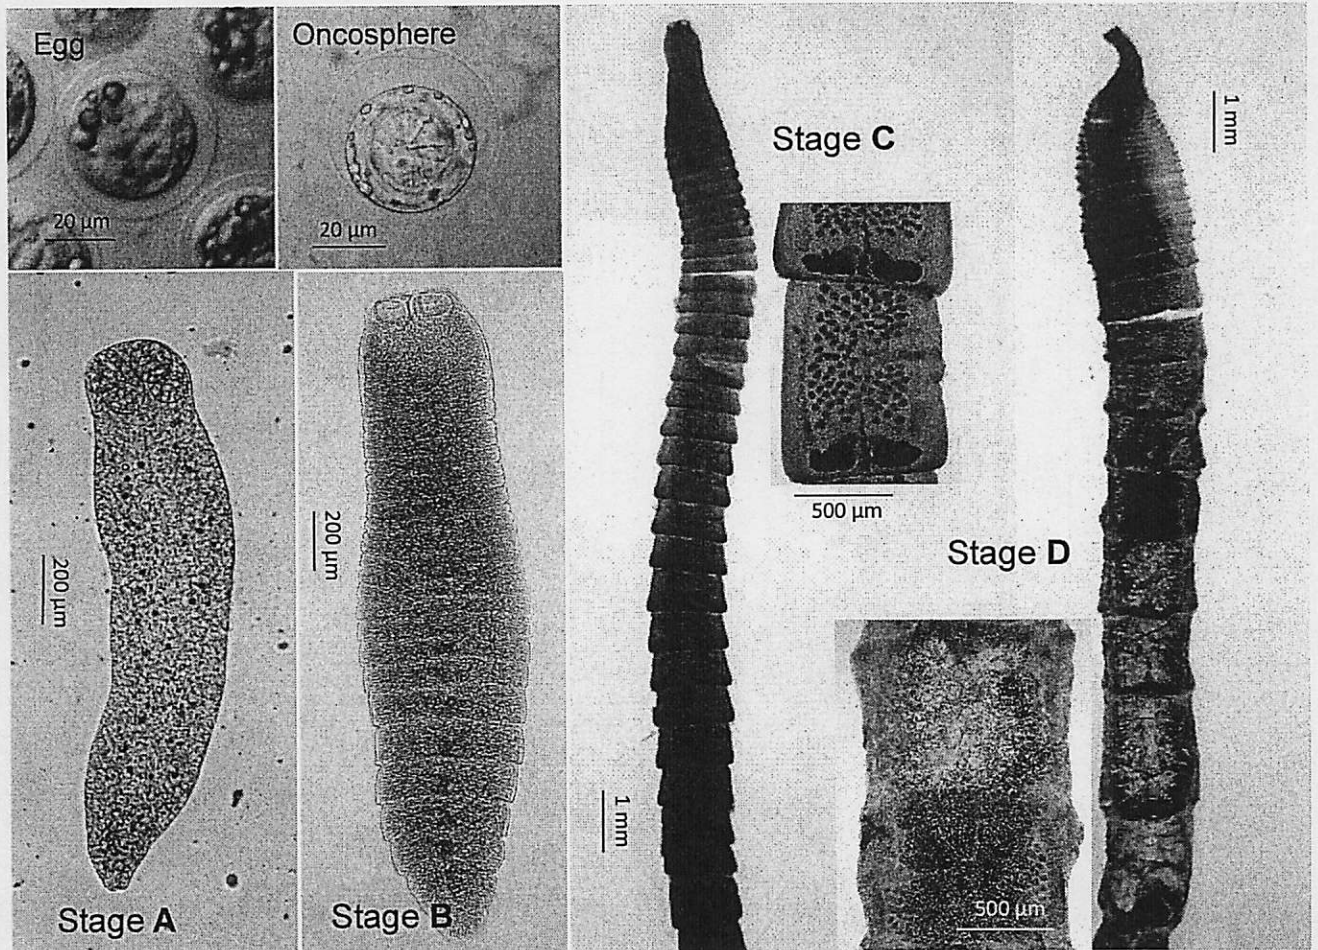 Egg
20 µm
Oncosphere
20 µm
Stage A
200 µm
Stage B
200 µm
Stage C
500 µm
1 mm
Stage D
500 µm
1 mm